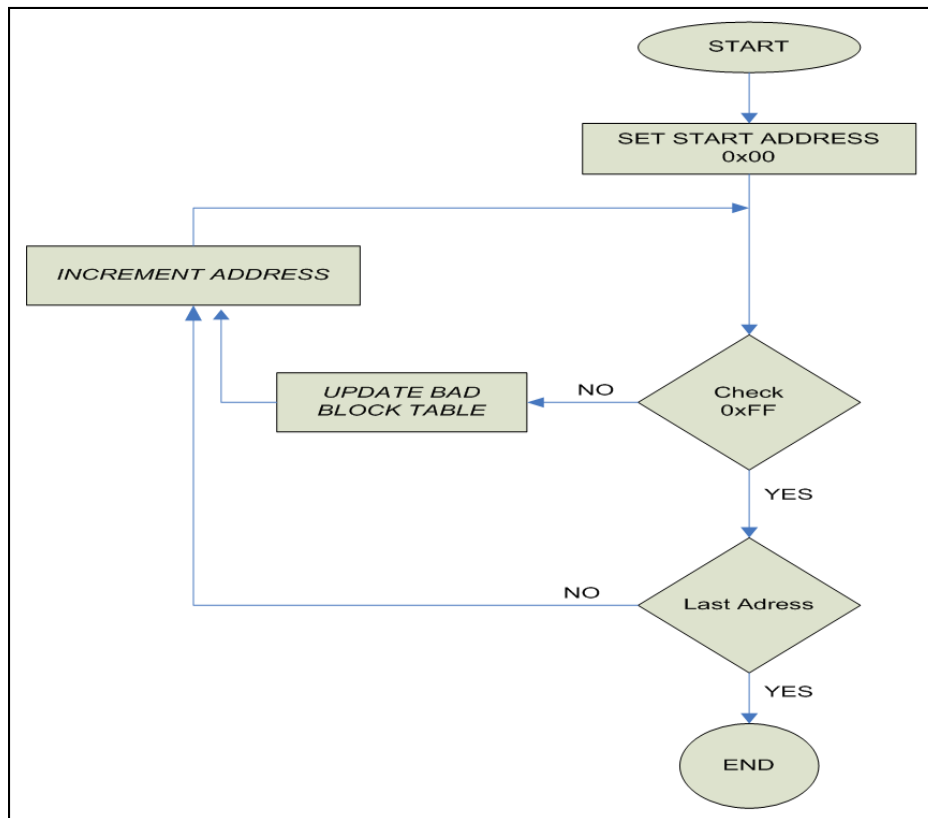 START
SET START ADDRESS
0x00
INCREMENT ADDRESS
Check
0xFF
NO
UPDATE BAD
BLOCK TABLE
YES
Last Adress
NO
YES
END